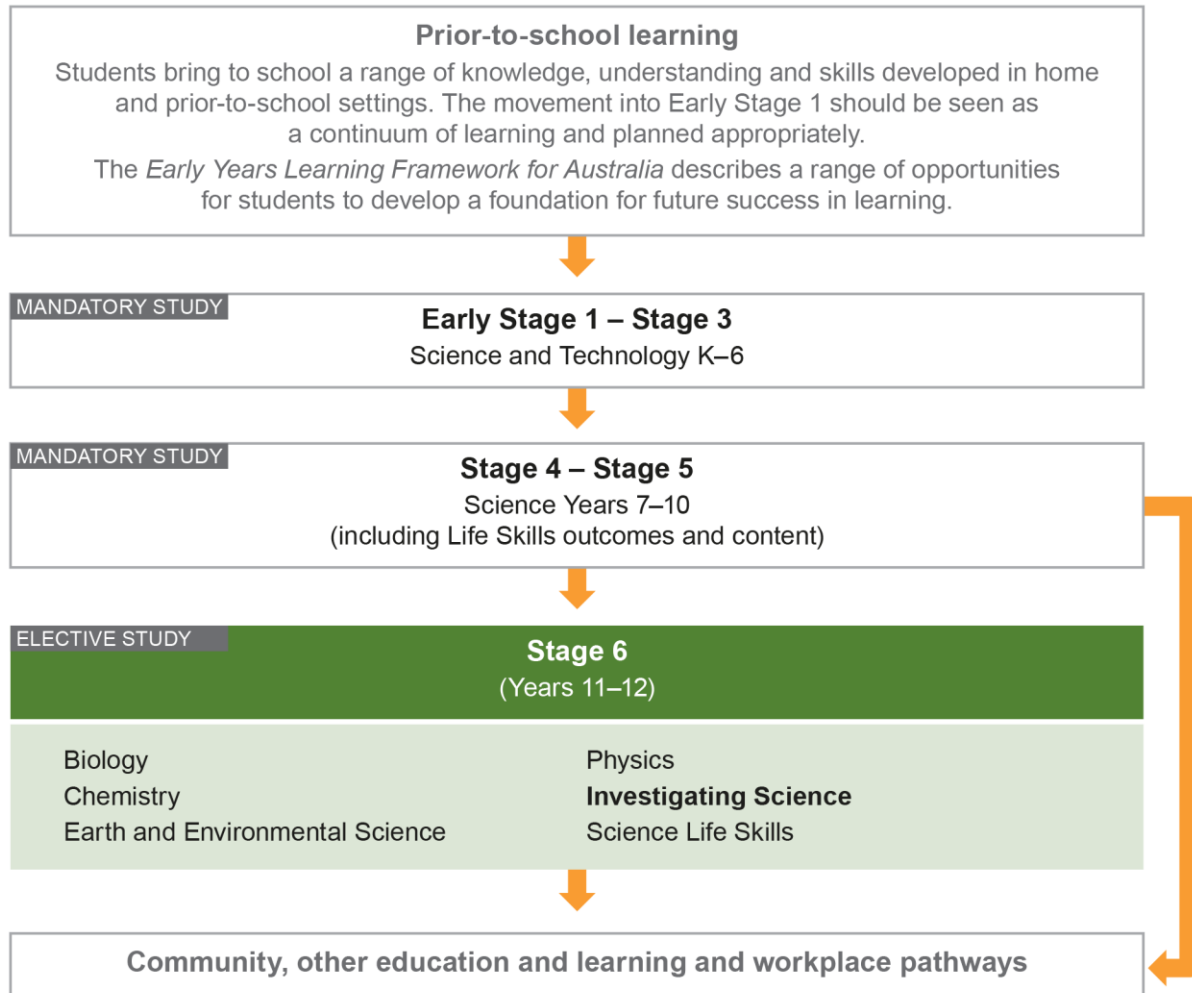 Prior-to-school learning
Students bring to school a range of knowledge, understanding and skills developed in home
and prior-to-school settings. The movement into Early Stage 1 should be seen as
a continuum of learning and planned appropriately.
The Early Years Learning Framework for Australia describes a range of opportunities
for students to develop a foundation for future success in learning.
MANDATORY STUDY
Early Stage 1 – Stage 3
Science and Technology K–6
MANDATORY STUDY
Stage 4 – Stage 5
Science Years 7–10
(including Life Skills outcomes and content)
ELECTIVE STUDY
Stage 6
(Years 11–12)
Biology
Chemistry
Earth and Environmental Science
Physics
Investigating Science
Science Life Skills
Community, other education and learning and workplace pathways